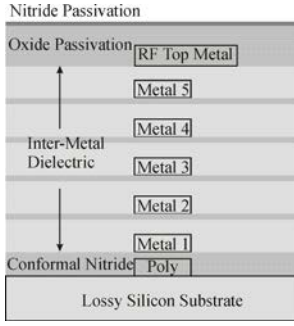 Nitride Passivation
Oxide Passivation
RF Top Metal
Metal 5
Metal 4
Inter-Metal
Dielectric
Metal 3
Metal 2
Metal 1
Conformal Nitride
Poly
Lossy Silicon Substrate